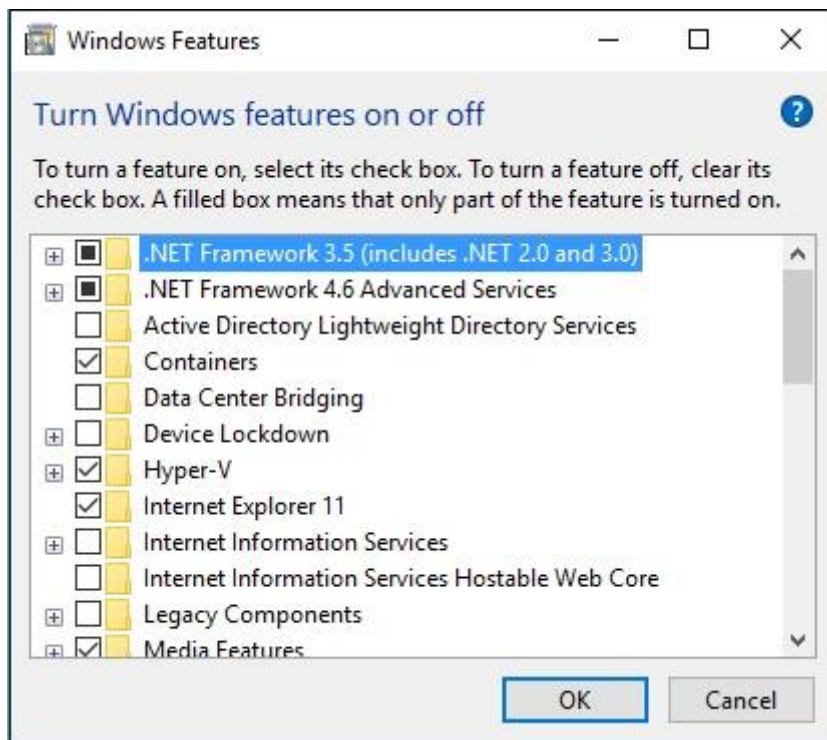 Windows Features
Turn Windows features on or off
To turn a feature on, select its check box. To turn a feature off, clear its
check box. A filled box means that only part of the feature is turned on.
.NET Framework 3.5 (includes .NET 2.0 and 3.0)
.NET Framework 4.6 Advanced Services
Active Directory Lightweight Directory Services
Containers
Data Center Bridging
Device Lockdown
Hyper-V
Internet Explorer 11
Internet Information Services
Internet Information Services Hostable Web Core
Legacy Components
Media Features
OK
Cancel